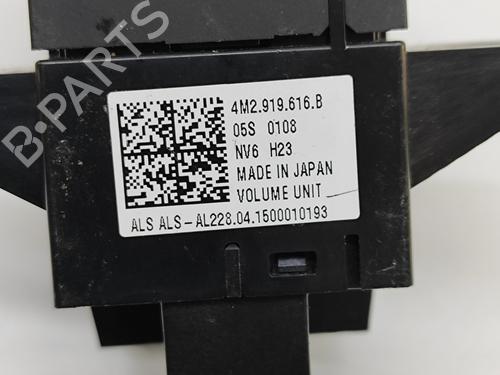 4M2.919.616.B
05S 0108
NV6 H23
MADE IN JAPAN
VOLUME UNIT
ALS ALS-AL228.04.1500010193
B-PARTS